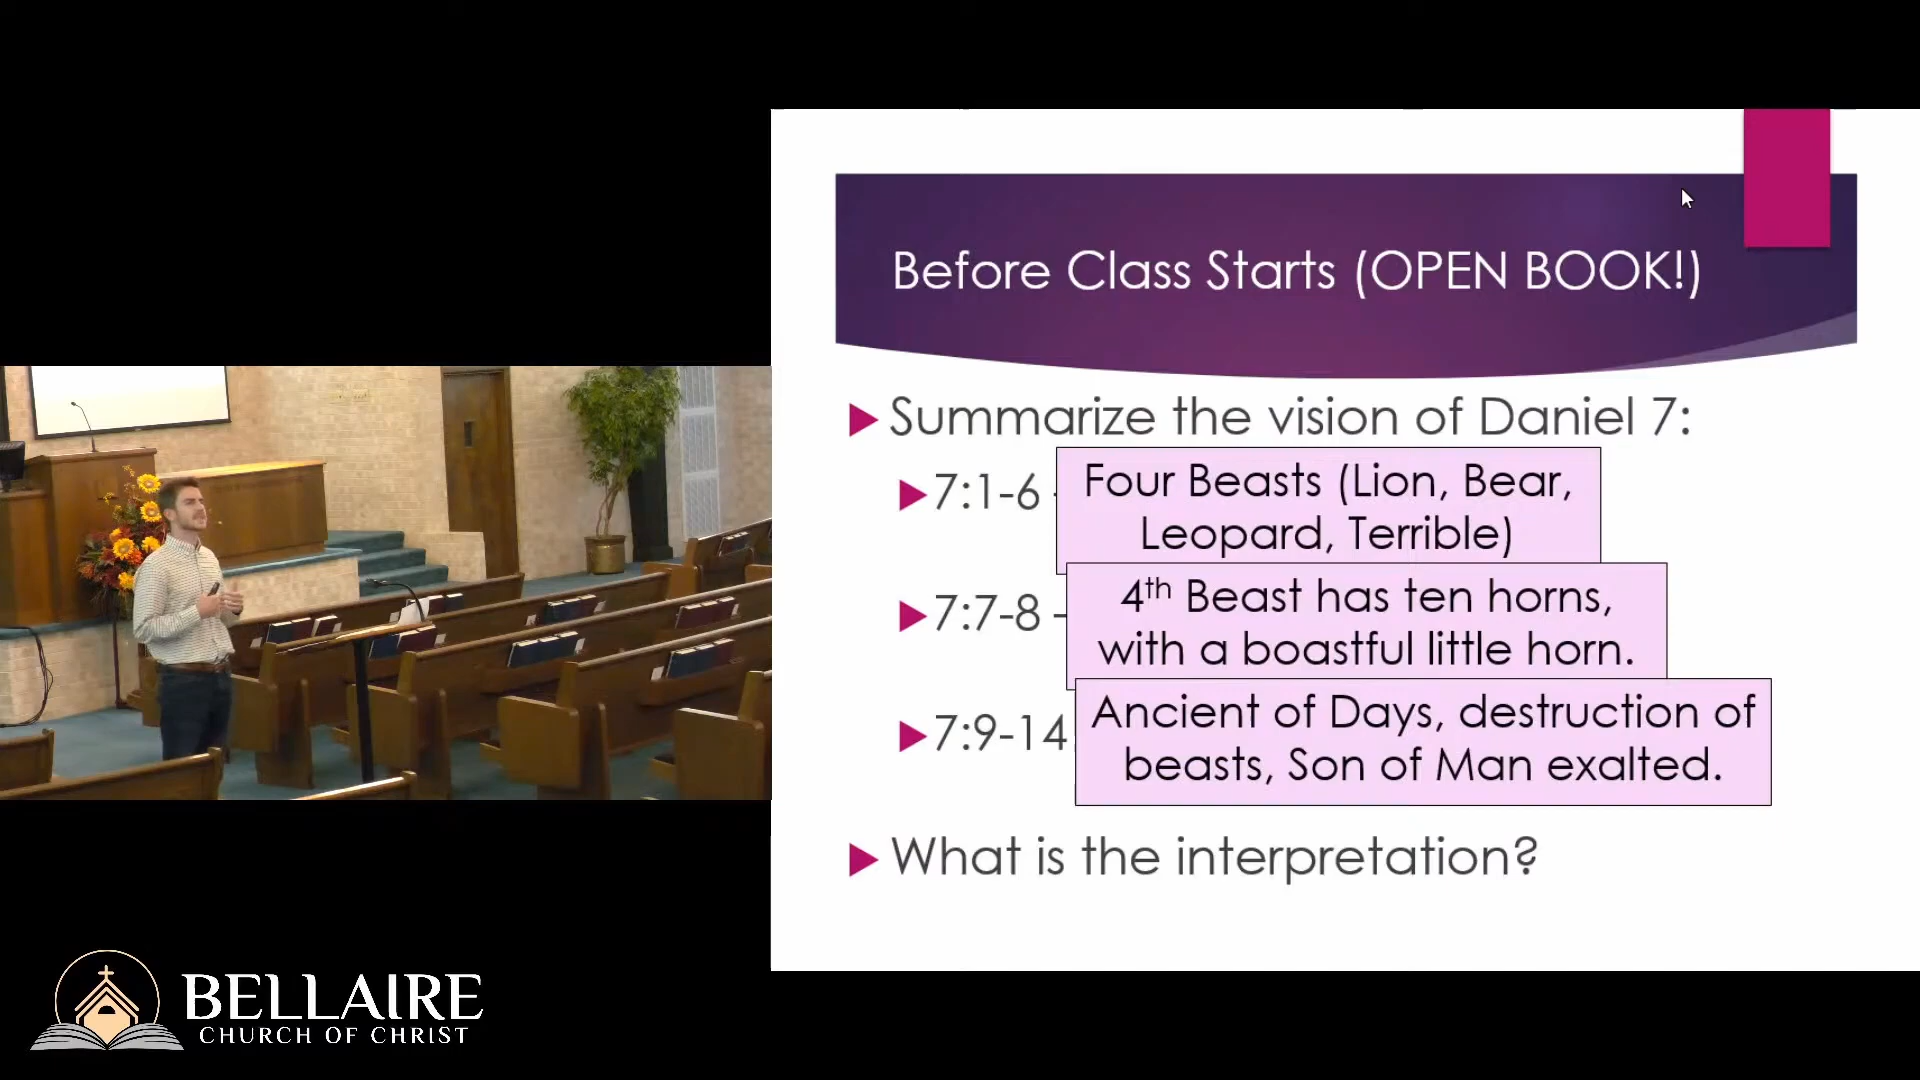 Before Class Starts (OPEN BOOK!)
Summarize the vision of Daniel 7:
7:1-6 - Four Beasts (Lion, Bear,
Leopard, Terrible)
7:7-8 - 4th Beast has ten horns,
with a boastful little horn.
7:9-14 Ancient of Days, destruction of
beasts, Son of Man exalted.
What is the interpretation?
BELLAIRE
CHURCH OF CHRIST